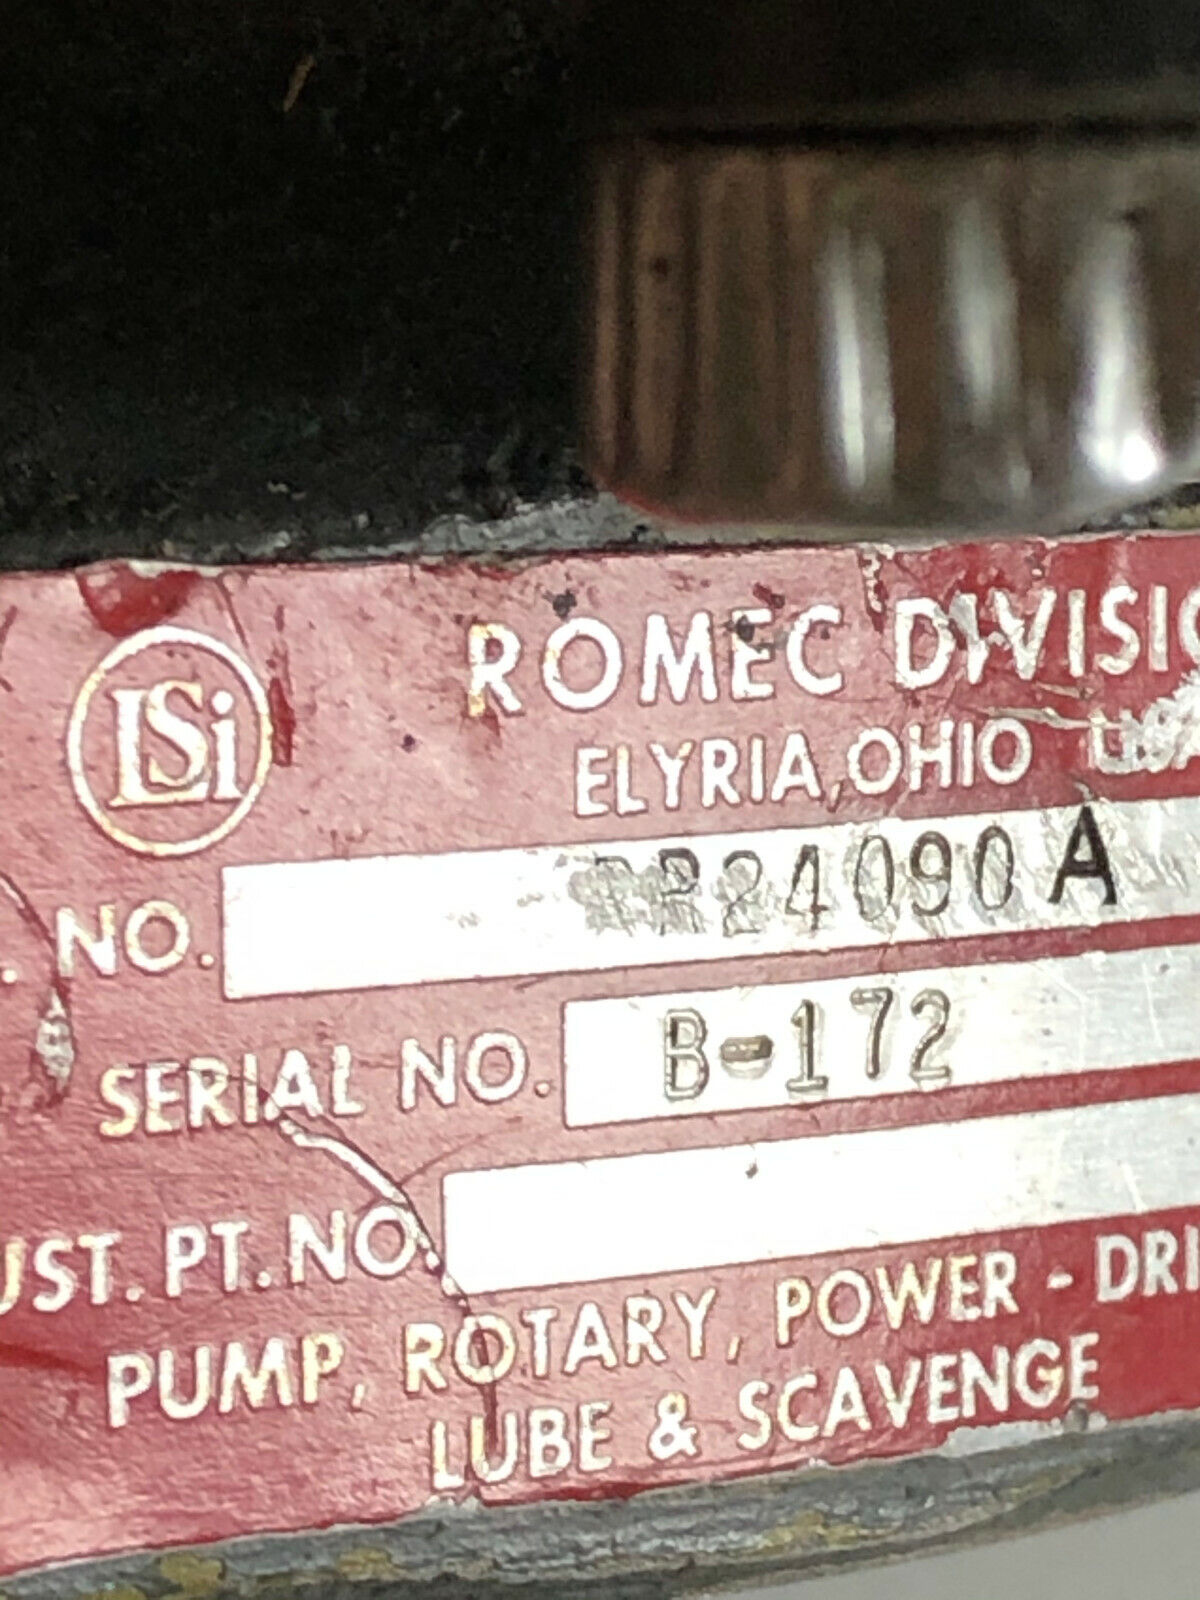 LSi
ROMEC DIVISIO
ELYRIA, OHIO USA
. NO. 24090 A
SERIAL NO. B-172
UST. PT. NO.
PUMP, ROTARY, POWER - DRI
LUBE & SCAVENGE